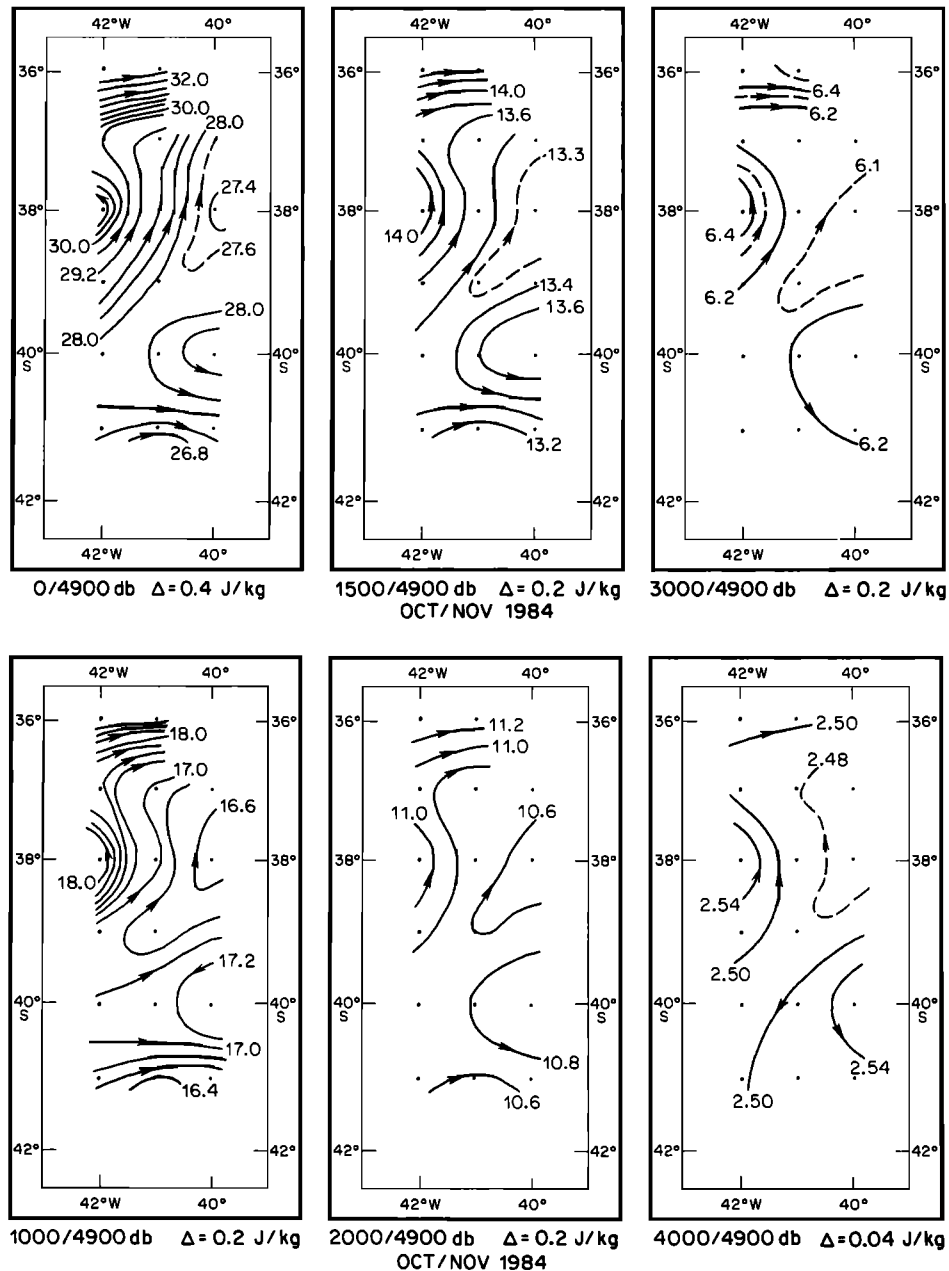 42°W 40°
36° 36°
32.0
30.0
28.0
27.4
38° 38°
30.0
27.6
29.2
28.0
28.0
40° 40°
S S
26.8
42° 42°
42°W 40°
0/4900 db Δ= 0.4 J/kg
42°W 40°
36° 36°
14.0
13.6
13.3
38° 38°
14.0
13.4
13.6
40° 40°
S S
13.2
42° 42°
42°W 40°
1500/4900 db Δ= 0.2 J/kg
OCT/NOV 1984
42°W 40°
36° 36°
6.4
6.2
6.1
38° 38°
6.4
6.2
40° 40°
S S
6.2
42° 42°
42°W 40°
3000/4900 db Δ= 0.2 J/kg
42°W 40°
36° 36°
18.0
17.0
16.6
38° 38°
18.0
17.2
40° 40°
S S
17.0
16.4
42° 42°
42°W 40°
1000/4900 db Δ= 0.2 J/kg
42°W 40°
36° 36°
11.2
11.0
11.0 10.6
38° 38°
40° 40°
S S
10.8
10.6
42° 42°
42°W 40°
2000/4900 db Δ= 0.2 J/kg
OCT/NOV 1984
42°W 40°
36° 36°
2.50
2.48
38° 38°
2.54
2.50
40° 40°
S S
2.54
2.50
42° 42°
42°W 40°
4000/4900 db Δ=0.04 J/kg